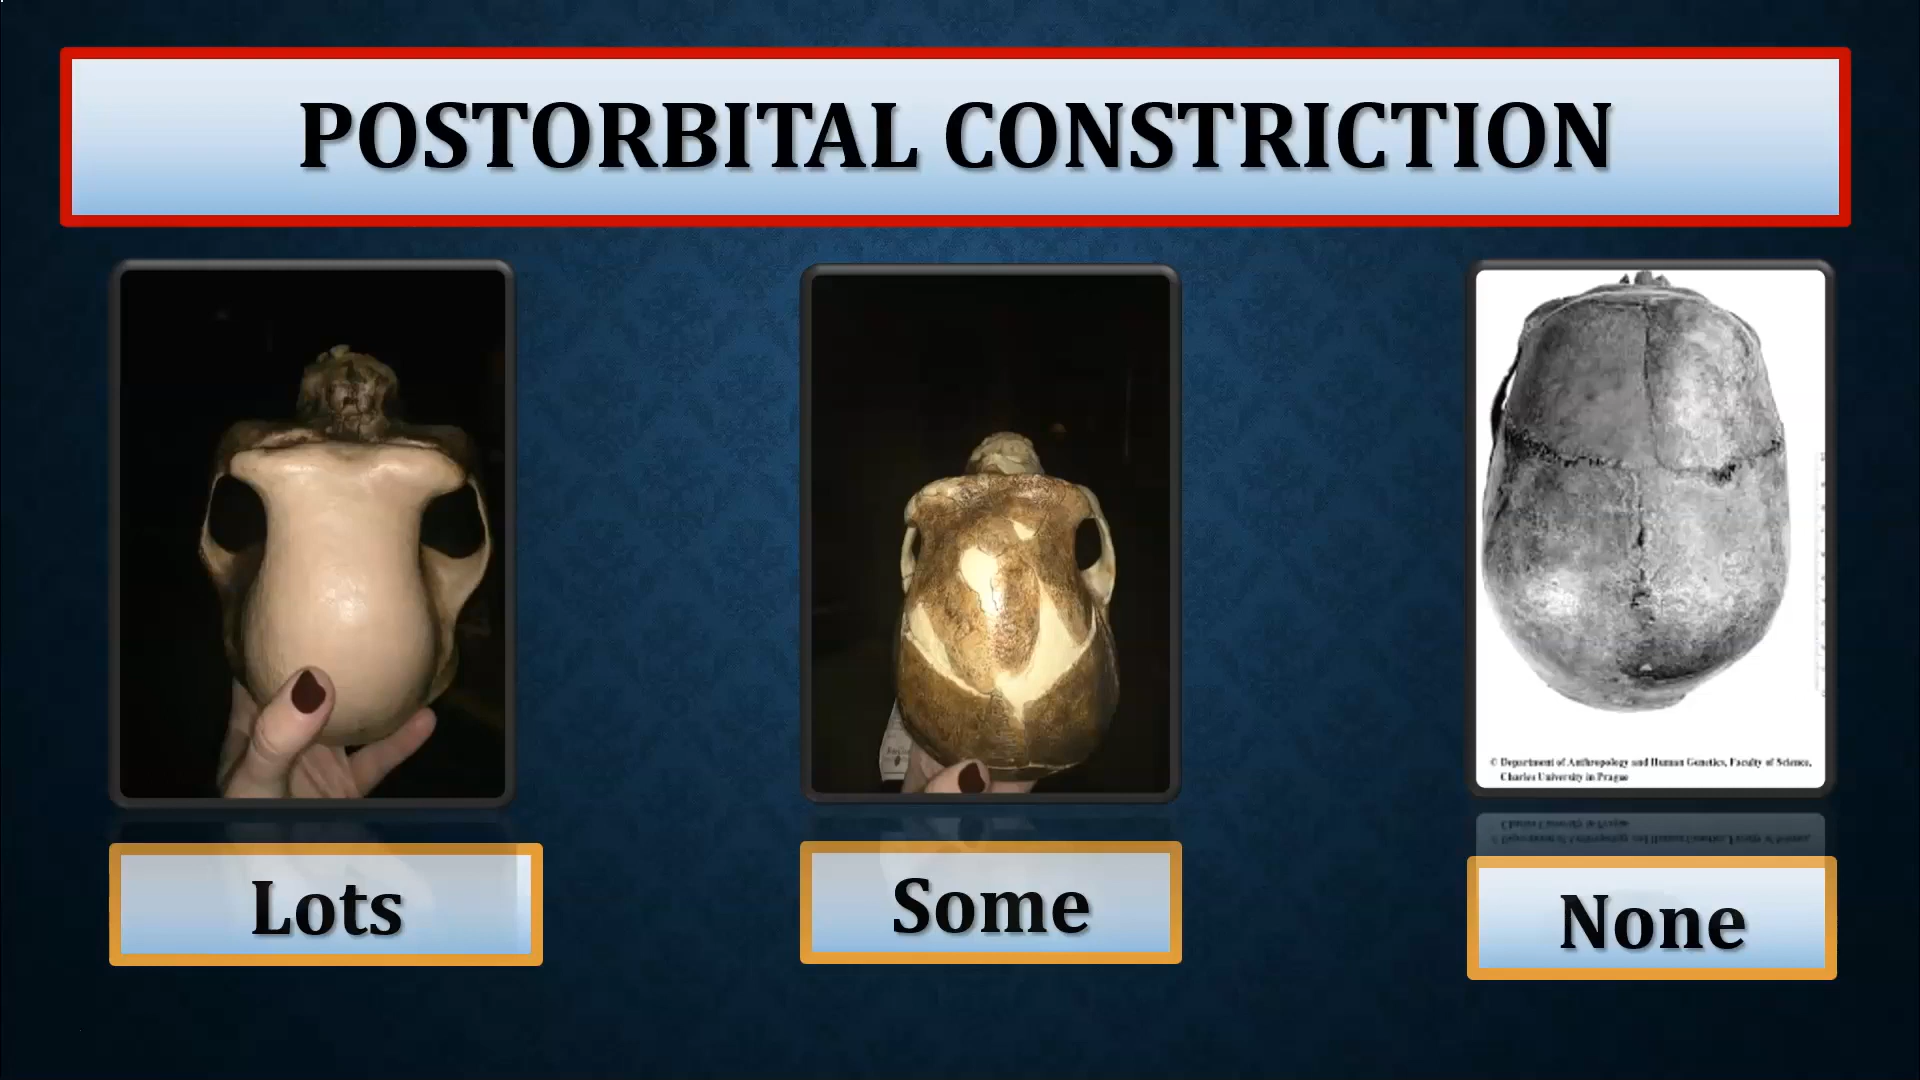 POSTORBITAL CONSTRICTION
© Department of Anthropology and Human Genetics, Faculty of Science,
Charles University in Prague
Lots
Some
None